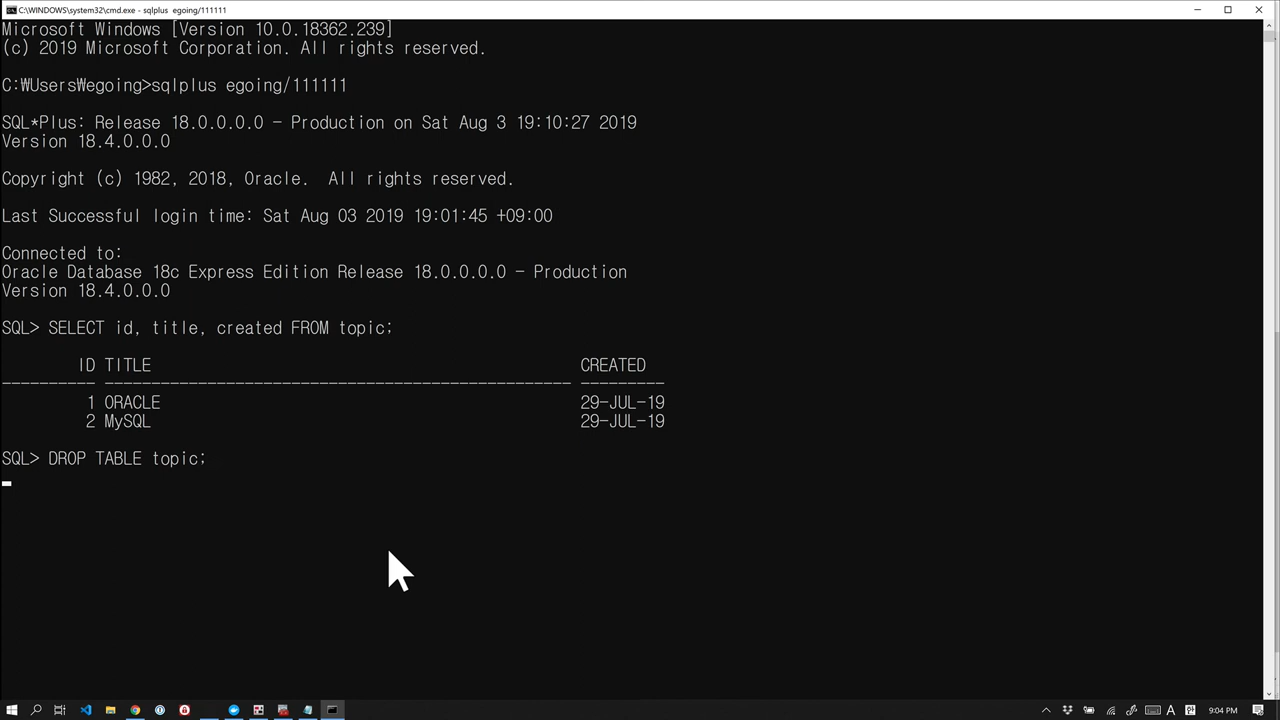 C:\WINDOWS\system32\cmd.exe - sqlplus  egoing/111111
Microsoft Windows [Version 10.0.18362.239]
(c) 2019 Microsoft Corporation. All rights reserved.
C:₩Users₩egoing>sqlplus egoing/111111
SQL*Plus: Release 18.0.0.0.0 - Production on Sat Aug 3 19:10:27 2019
Version 18.4.0.0.0
Copyright (c) 1982, 2018, Oracle.  All rights reserved.
Last Successful login time: Sat Aug 03 2019 19:01:45 +09:00
Connected to:
Oracle Database 18c Express Edition Release 18.0.0.0.0 - Production
Version 18.4.0.0.0
SQL> SELECT id, title, created FROM topic;
ID TITLE CREATED
---------- -------------------------------------------------- ---------
1 ORACLE 29-JUL-19
2 MySQL 29-JUL-19
SQL> DROP TABLE topic;
A 9:04 PM